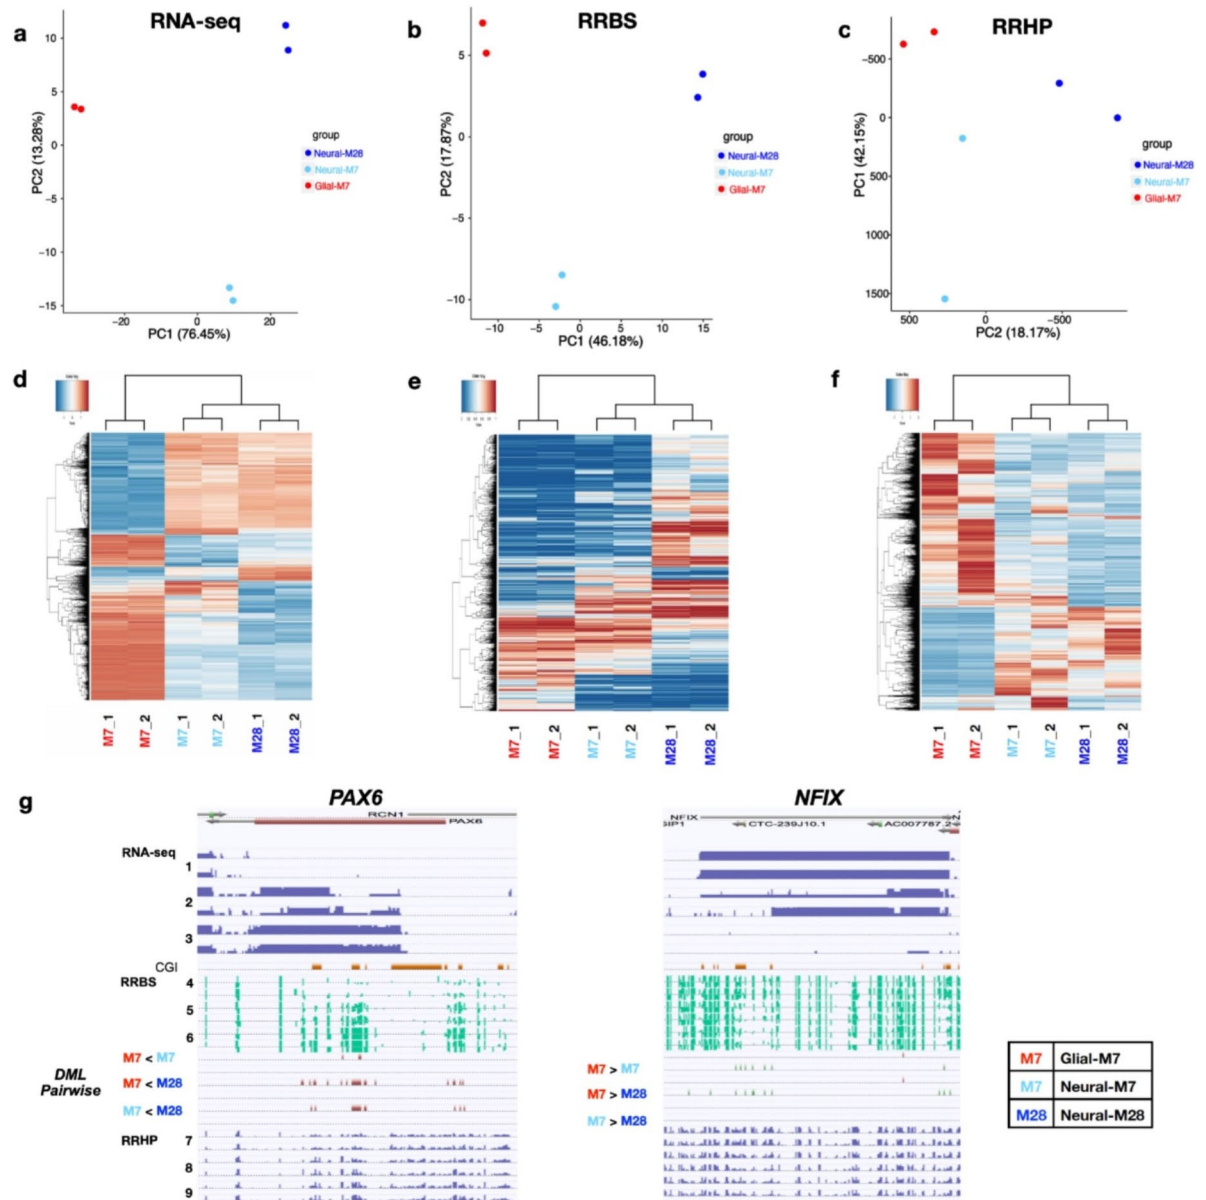 a
RNA-seq
10
5
0
−5
−10
−15
PC2 (13.28%)
−20
0
20
PC1 (76.45%)
group
Neural-M28
Neural-M7
Glial-M7
b
RRBS
5
0
−5
−10
PC2 (17.87%)
−10
−5
0
5
10
15
PC1 (46.18%)
group
Neural-M28
Neural-M7
Glial-M7
c
RRHP
−500
0
500
1000
1500
PC1 (42.15%)
500
0
−500
PC2 (18.17%)
group
Neural-M28
Neural-M7
Glial-M7
d
M7_1
M7_2
M7_1
M7_2
M28_1
M28_2
e
M7_1
M7_2
M7_1
M7_2
M28_1
M28_2
f
M7_1
M7_2
M7_1
M7_2
M28_1
M28_2
g
PAX6
RCN1
PAX6
RNA-seq
1
2
3
CGI
RRBS
4
5
6
DML
Pairwise
M7 < M7
M7 < M28
M7 < M28
RRHP
7
8
9
NFIX
NFIX
CTC-239J10.1
AC007787.2
M7 > M7
M7 > M28
M7 > M28
M7 Glial-M7
M7 Neural-M7
M28 Neural-M28